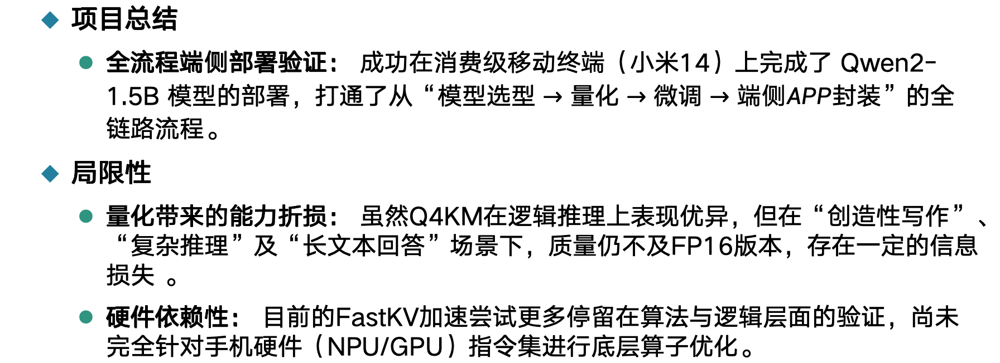 项目总结
全流程端侧部署验证： 成功在消费级移动终端（小米14）上完成了 Qwen2-
1.5B 模型的部署，打通了从“模型选型 → 量化 → 微调 → 端侧APP封装”的全
链路流程。
局限性
量化带来的能力折损： 虽然Q4KM在逻辑推理上表现优异，但在“创造性写作”、
“复杂推理”及“长文本回答”场景下，质量仍不及FP16版本，存在一定的信息
损失 。
硬件依赖性： 目前的FastKV加速尝试更多停留在算法与逻辑层面的验证，尚未
完全针对手机硬件（NPU/GPU）指令集进行底层算子优化。